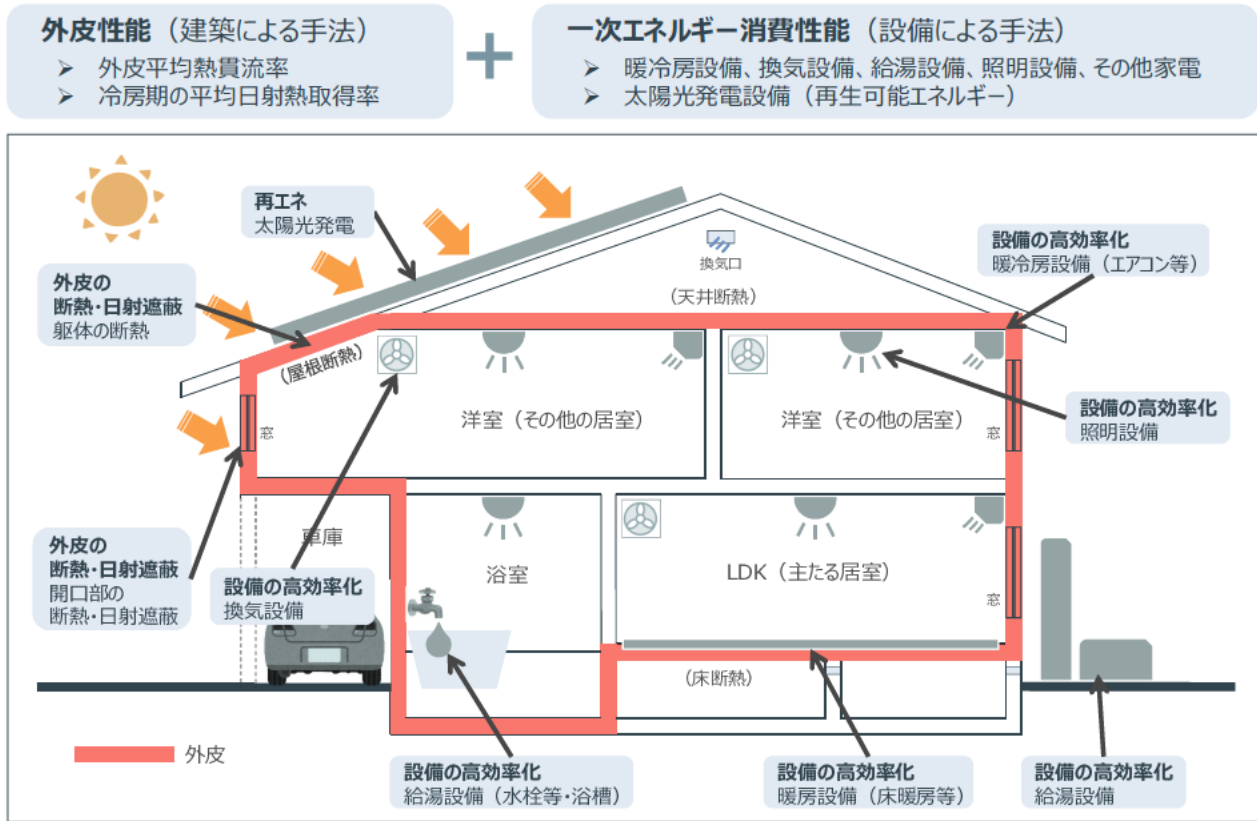 外皮性能（建築による手法）
➢ 外皮平均熱貫流率
➢ 冷房期の平均日射熱取得率
＋
一次エネルギー消費性能（設備による手法）
➢ 暖冷房設備、換気設備、給湯設備、照明設備、その他家電
➢ 太陽光発電設備（再生可能エネルギー）
再エネ
太陽光発電
換気口
（天井断熱）
設備の高効率化
暖冷房設備（エアコン等）
外皮の
断熱・日射遮蔽
躯体の断熱
（屋根断熱）
窓
洋室（その他の居室）
洋室（その他の居室）
窓
設備の高効率化
照明設備
外皮の
断熱・日射遮蔽
開口部の
断熱・日射遮蔽
車庫
設備の高効率化
換気設備
浴室
LDK（主たる居室）
窓
（床断熱）
外皮
設備の高効率化
給湯設備（水栓等・浴槽）
設備の高効率化
暖房設備（床暖房等）
設備の高効率化
給湯設備